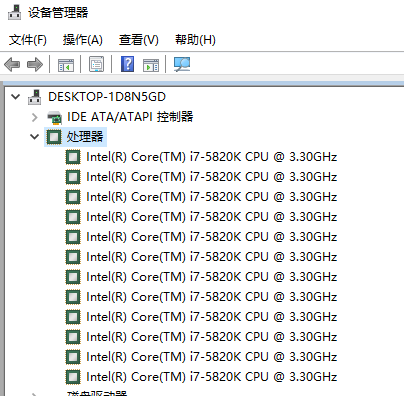 设备管理器
文件(F) 操作(A) 查看(V) 帮助(H)
DESKTOP-1D8N5GD
IDE ATA/ATAPI 控制器
处理器
Intel(R) Core(TM) i7-5820K CPU @ 3.30GHz
Intel(R) Core(TM) i7-5820K CPU @ 3.30GHz
Intel(R) Core(TM) i7-5820K CPU @ 3.30GHz
Intel(R) Core(TM) i7-5820K CPU @ 3.30GHz
Intel(R) Core(TM) i7-5820K CPU @ 3.30GHz
Intel(R) Core(TM) i7-5820K CPU @ 3.30GHz
Intel(R) Core(TM) i7-5820K CPU @ 3.30GHz
Intel(R) Core(TM) i7-5820K CPU @ 3.30GHz
Intel(R) Core(TM) i7-5820K CPU @ 3.30GHz
Intel(R) Core(TM) i7-5820K CPU @ 3.30GHz
Intel(R) Core(TM) i7-5820K CPU @ 3.30GHz
Intel(R) Core(TM) i7-5820K CPU @ 3.30GHz
磁盘驱动器